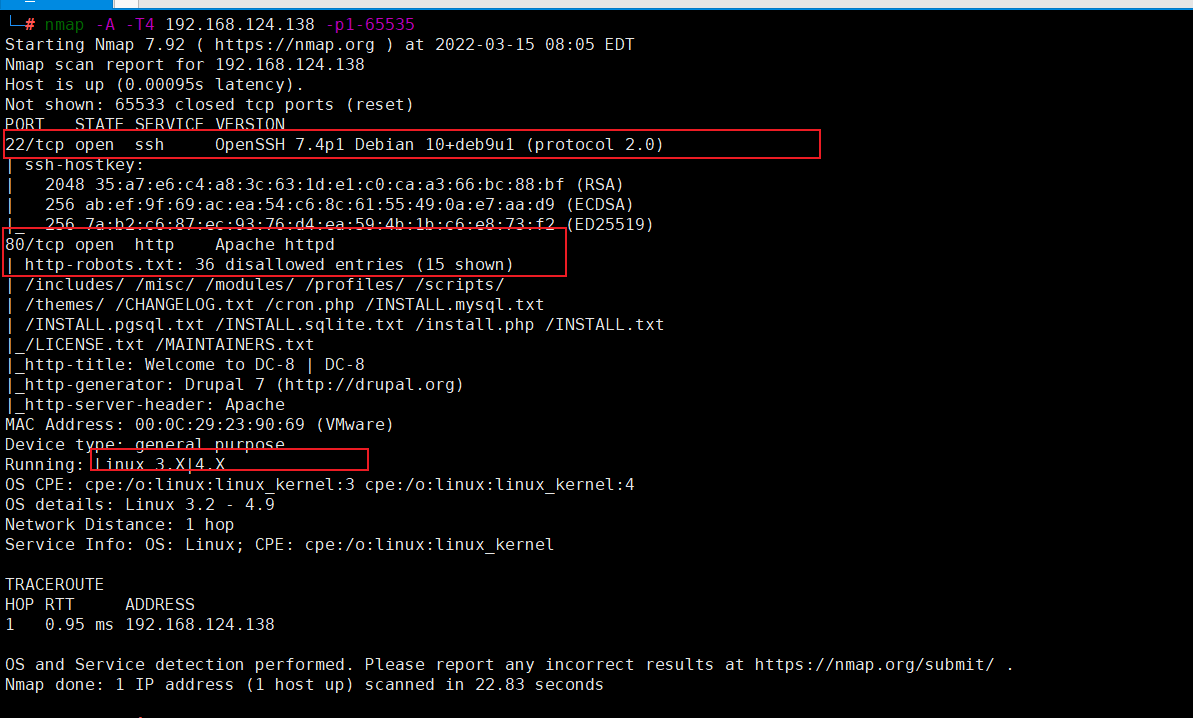 └─# nmap -A -T4 192.168.124.138 -p1-65535
Starting Nmap 7.92 ( https://nmap.org ) at 2022-03-15 08:05 EDT
Nmap scan report for 192.168.124.138
Host is up (0.00095s latency).
Not shown: 65533 closed tcp ports (reset)
PORT   STATE SERVICE VERSION
22/tcp open  ssh     OpenSSH 7.4p1 Debian 10+deb9u1 (protocol 2.0)
| ssh-hostkey:
|   2048 35:a7:e6:c4:a8:3c:63:1d:e1:c0:ca:a3:66:bc:88:bf (RSA)
|   256 ab:ef:9f:69:ac:ea:54:c6:8c:61:55:49:0a:e7:aa:d9 (ECDSA)
|_  256 7a:b2:c6:87:ec:93:76:d4:ea:59:4b:1b:c6:e8:73:f2 (ED25519)
80/tcp open  http    Apache httpd
| http-robots.txt: 36 disallowed entries (15 shown)
| /includes/ /misc/ /modules/ /profiles/ /scripts/
| /themes/ /CHANGELOG.txt /cron.php /INSTALL.mysql.txt
| /INSTALL.pgsql.txt /INSTALL.sqlite.txt /install.php /INSTALL.txt
|_/LICENSE.txt /MAINTAINERS.txt
|_http-title: Welcome to DC-8 | DC-8
|_http-generator: Drupal 7 (http://drupal.org)
|_http-server-header: Apache
MAC Address: 00:0C:29:23:90:69 (VMware)
Device type: general purpose
Running: Linux 3.X|4.X
OS CPE: cpe:/o:linux:linux_kernel:3 cpe:/o:linux:linux_kernel:4
OS details: Linux 3.2 - 4.9
Network Distance: 1 hop
Service Info: OS: Linux; CPE: cpe:/o:linux:linux_kernel
TRACEROUTE
HOP RTT     ADDRESS
1   0.95 ms 192.168.124.138
OS and Service detection performed. Please report any incorrect results at https://nmap.org/submit/ .
Nmap done: 1 IP address (1 host up) scanned in 22.83 seconds